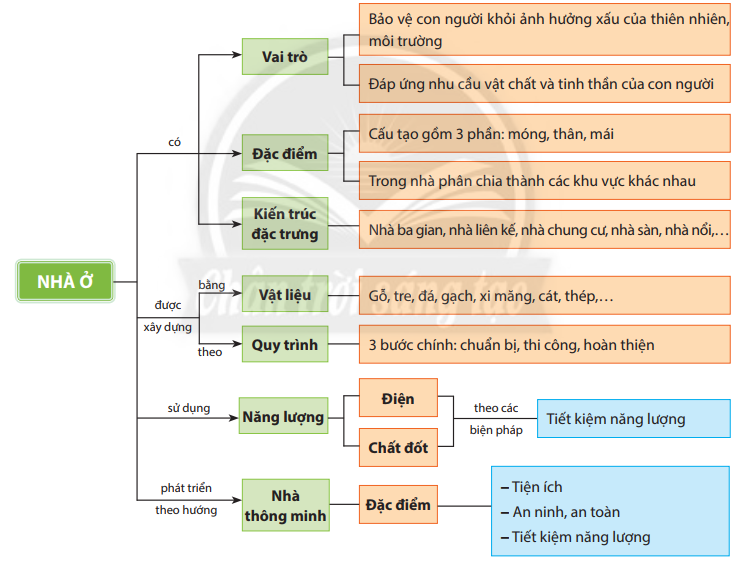 Bảo vệ con người khỏi ảnh hưởng xấu của thiên nhiên,
môi trường
Vai trò
Đáp ứng nhu cầu vật chất và tinh thần của con người
có
Cấu tạo gồm 3 phần: móng, thân, mái
Đặc điểm
Trong nhà phân chia thành các khu vực khác nhau
Kiến trúc
đặc trưng
Nhà ba gian, nhà liên kế, nhà chung cư, nhà sàn, nhà nổi,…
NHÀ Ở
Chân trời sáng tạo
được
xây dựng
bằng
Vật liệu
Gỗ, tre, đá, gạch, xi măng, cát, thép,…
theo
Quy trình
3 bước chính: chuẩn bị, thi công, hoàn thiện
sử dụng
Năng lượng
Điện
Chất đốt
theo các
biện pháp
Tiết kiệm năng lượng
phát triển
theo hướng
Nhà
thông minh
Đặc điểm
– Tiện ích
– An ninh, an toàn
– Tiết kiệm năng lượng